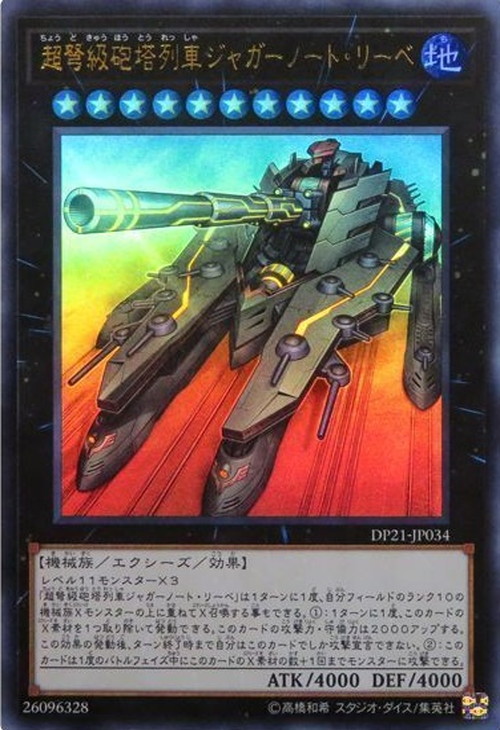 ちょうどきゅうほうとうれっしゃ
超弩級砲塔列車ジャガーノート・リーベ
地
DP21-JP034
【機械族／エクシーズ／効果】
レベル11モンスター×3
「超弩級砲塔列車ジャガーノート・リーベ」は1ターンに1度、自分フィールドのランク10の
機械族Xモンスターの上に重ねてX召喚する事もできる。①：1ターンに1度、このカードの
X素材を1つ取り除いて発動できる。このカードの攻撃力・守備力は2000アップする。
この効果の発動後、ターン終了時まで自分はこのカードでしか攻撃宣言できない。②：こ
のカードは1度のバトルフェイズ中にこのカードのX素材の数+1回までモンスターに攻撃できる。
ATK/4000 DEF/4000
26096328
©高橋和希 スタジオ・ダイス/集英社